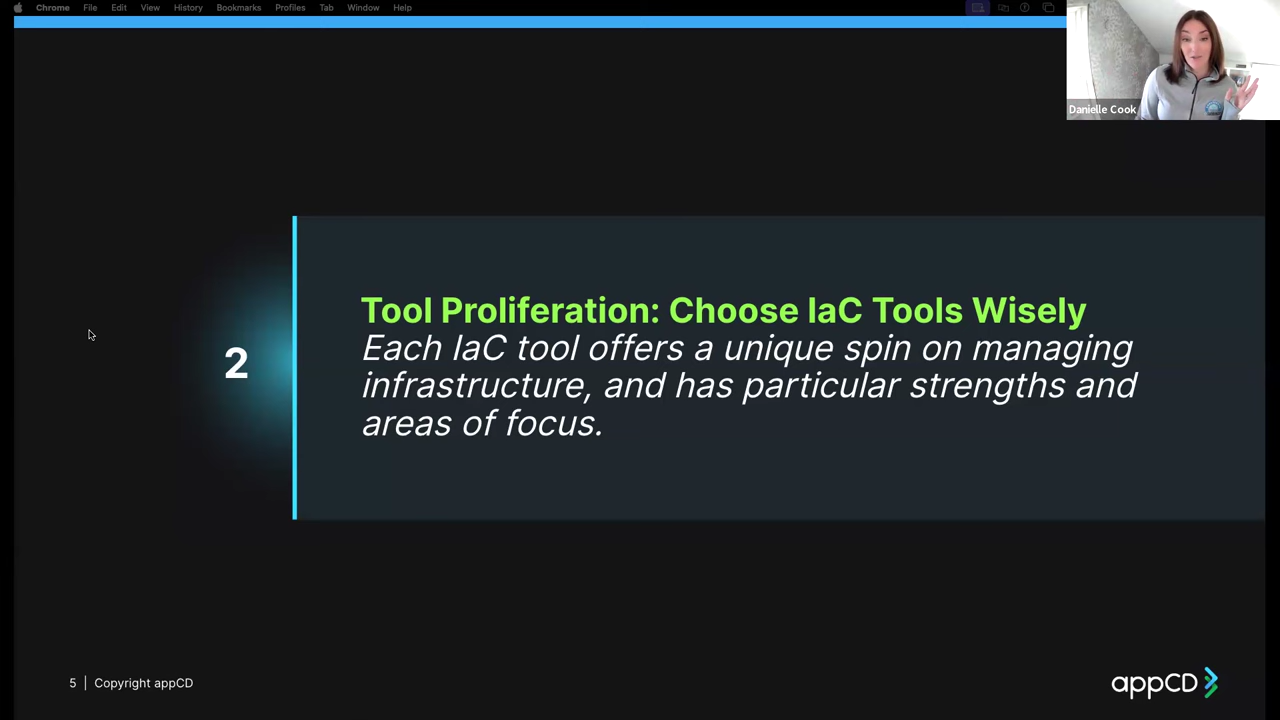 Chrome File Edit View History Bookmarks Profiles Tab Window Help
Danielle Cook
2
Tool Proliferation: Choose IaC Tools Wisely
Each IaC tool offers a unique spin on managing
infrastructure, and has particular strengths and
areas of focus.
5 | Copyright appCD
appCD